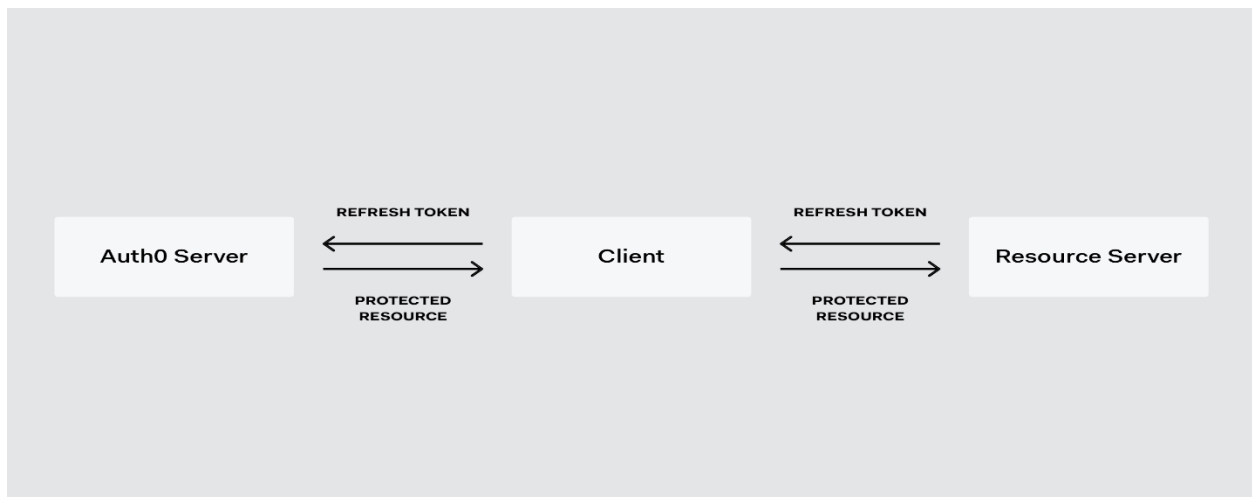 REFRESH TOKEN
REFRESH TOKEN
Auth0 Server
Client
Resource Server
PROTECTED
RESOURCE
PROTECTED
RESOURCE